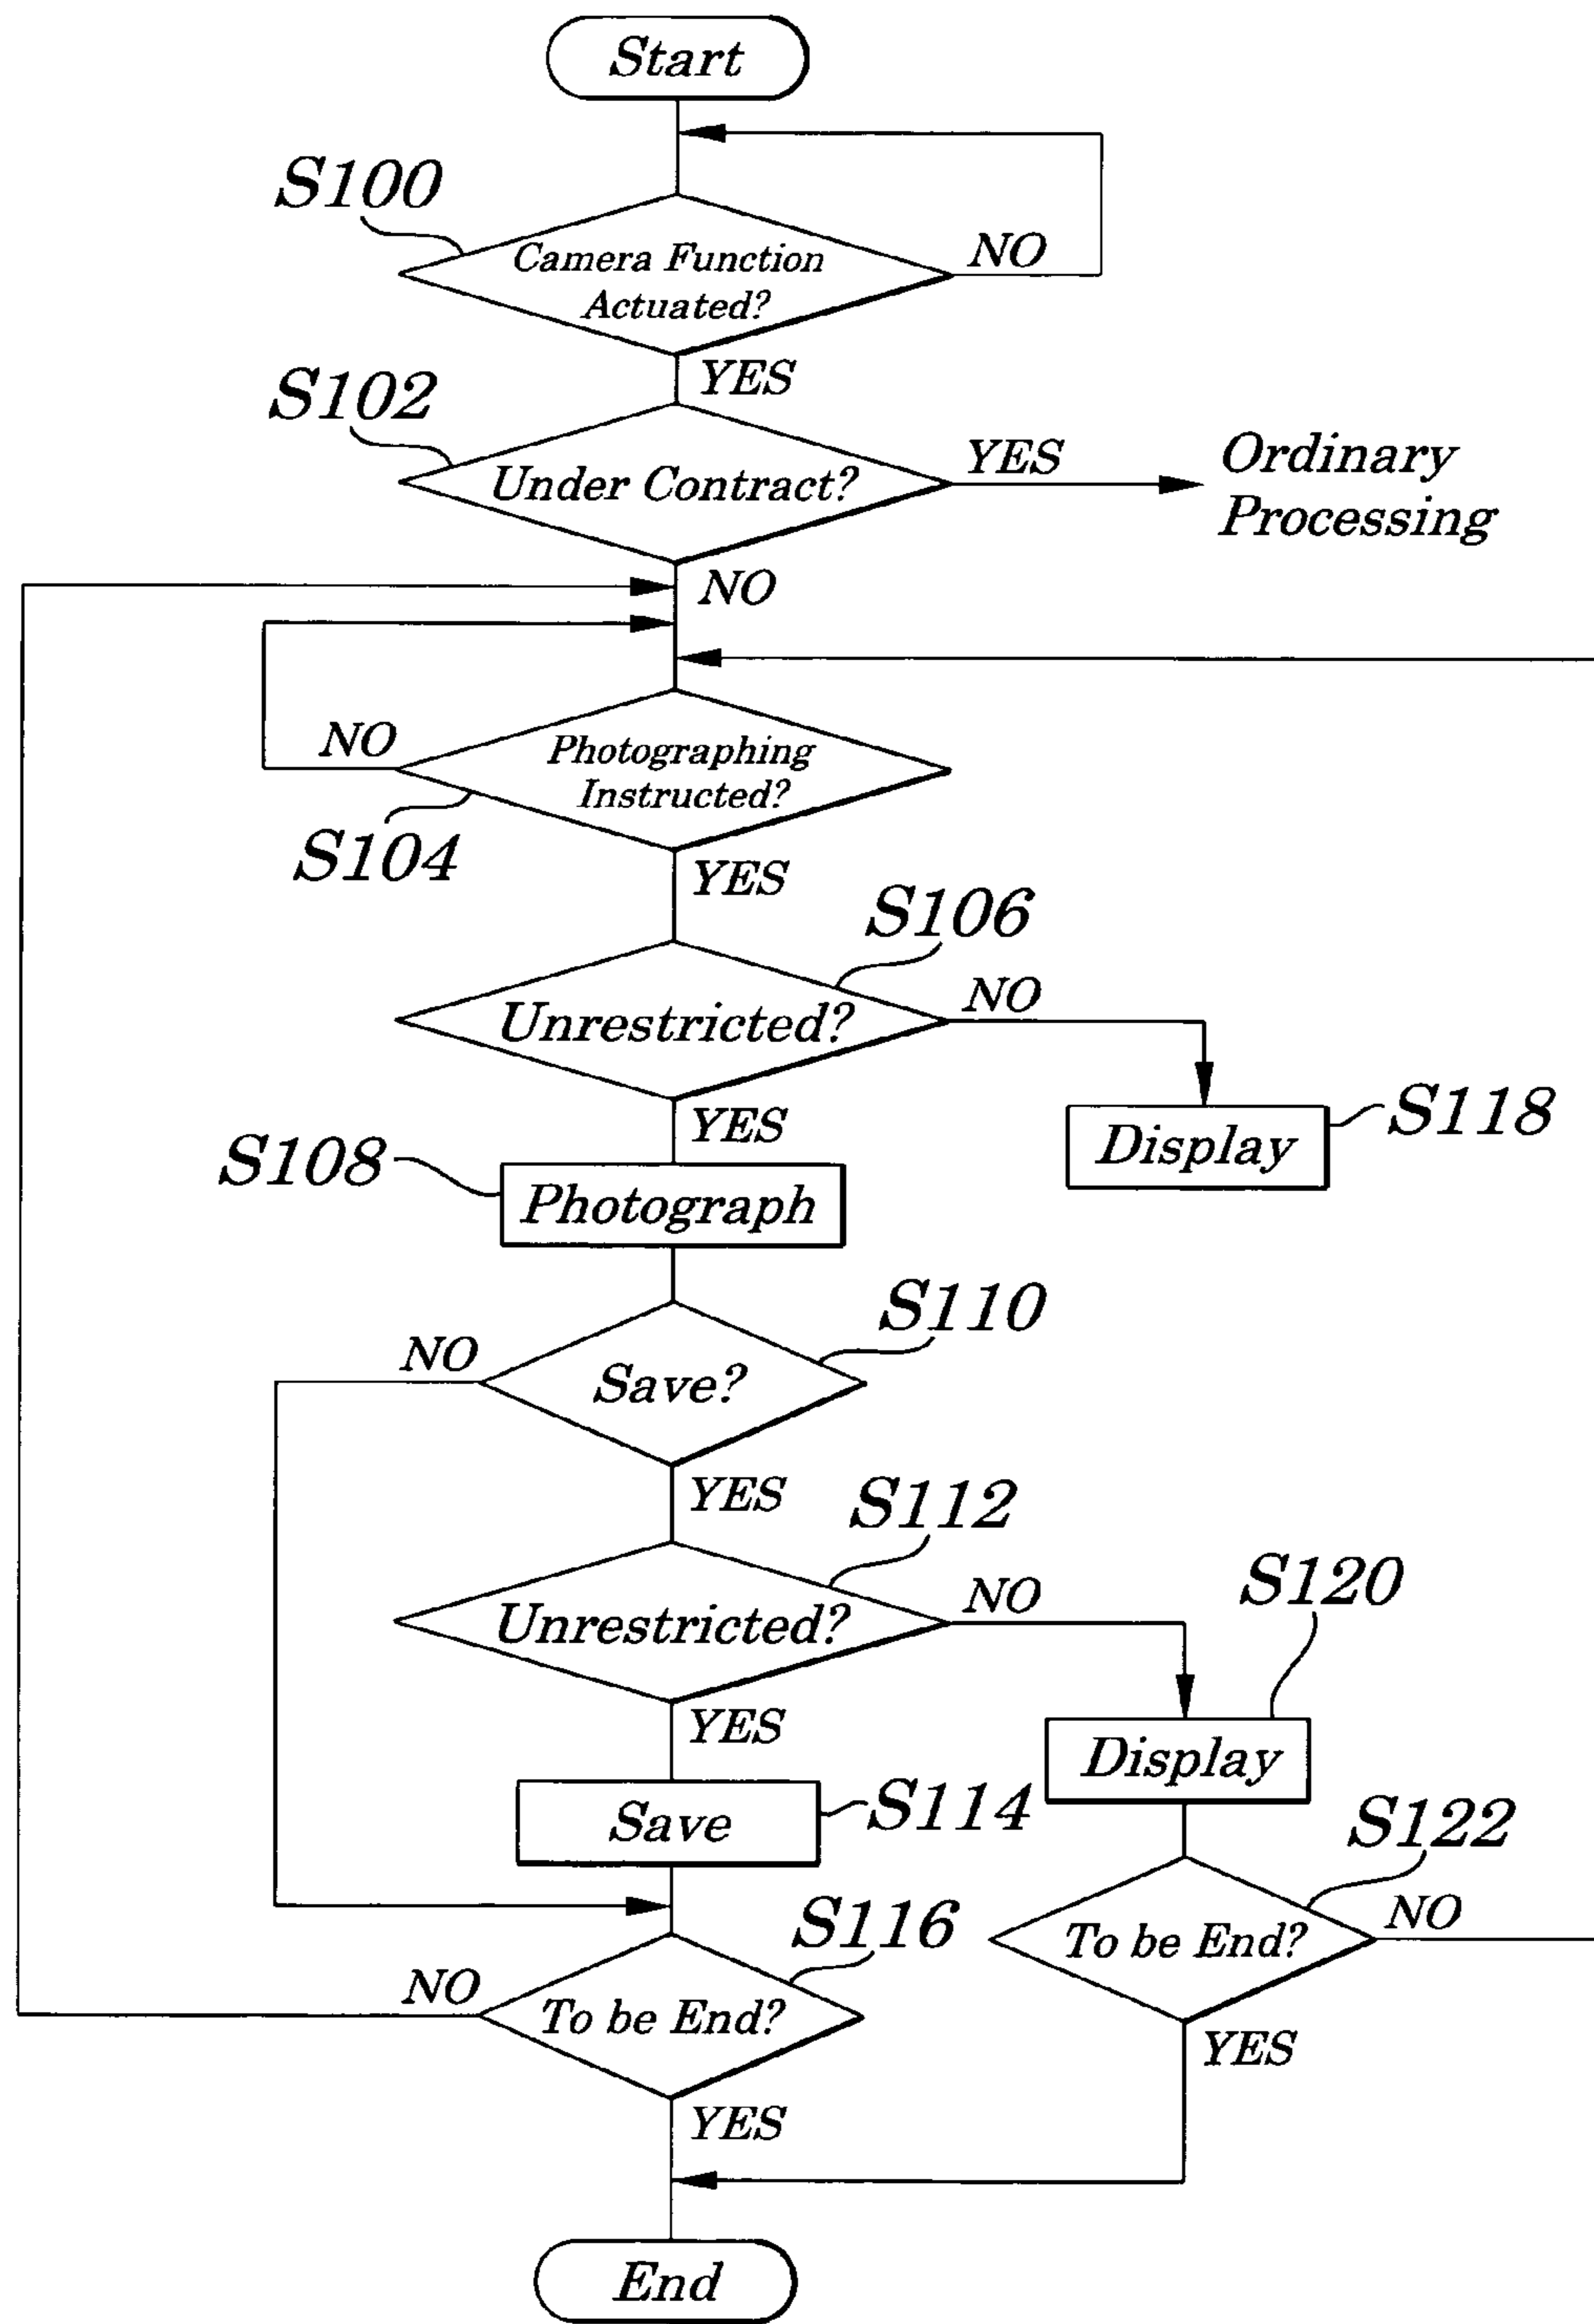 Start
S100
Camera Function
Actuated?
NO
YES
S102
Under Contract?
YES
Ordinary
Processing
NO
Photographing
Instructed?
NO
S104
YES
S106
Unrestricted?
NO
YES
S118
Display
S108
Photograph
S110
NO
Save?
YES
S112
Unrestricted?
NO
S120
YES
Display
Save
S114
S122
S116
To be End?
NO
NO
To be End?
YES
YES
End